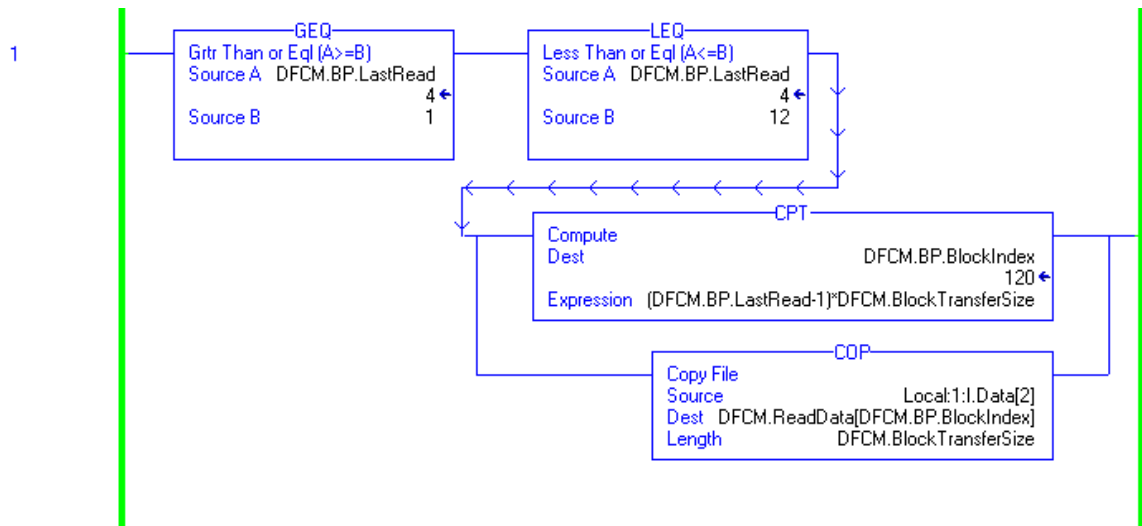 1
GEQ
Grtr Than or Eql (A>=B)
Source A DFCM.BP.LastRead
4
Source B 1
LEQ
Less Than or Eql (A<=B)
Source A DFCM.BP.LastRead
4
Source B 12
CPT
Compute
Dest DFCM.BP.BlockIndex
120
Expression (DFCM.BP.LastRead-1)*DFCM.BlockTransferSize
COP
Copy File
Source Local:1:I.Data[2]
Dest DFCM.ReadData[DFCM.BP.BlockIndex]
Length DFCM.BlockTransferSize